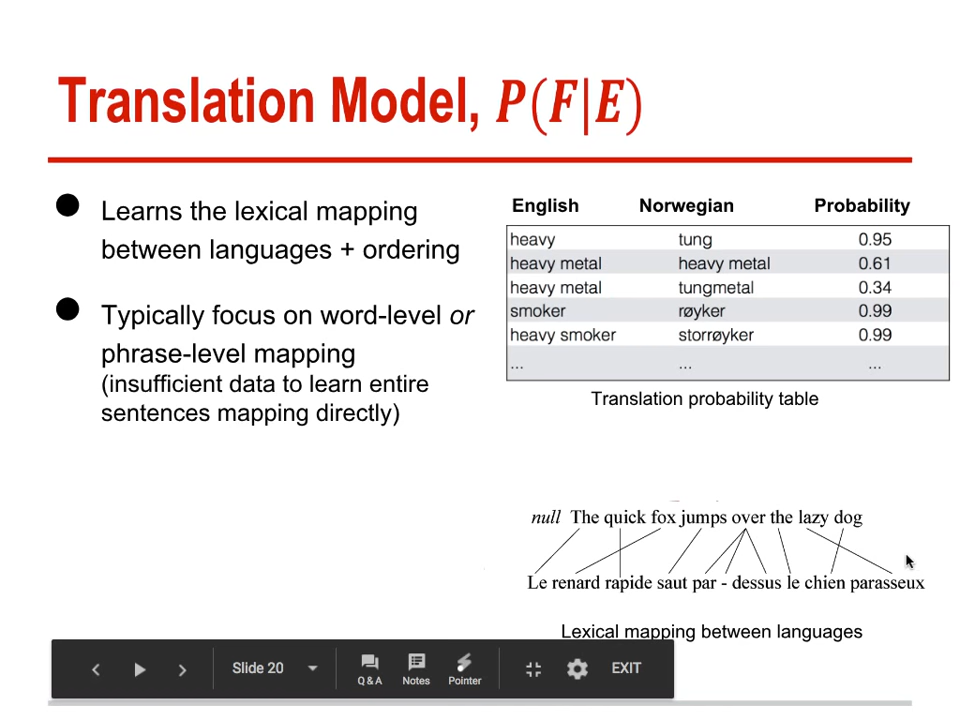 Translation Model, P(F|E)
● Learns the lexical mapping
between languages + ordering
● Typically focus on word-level or
phrase-level mapping
(insufficient data to learn entire
sentences mapping directly)
English Norwegian Probability
heavy tung 0.95
heavy metal heavy metal 0.61
heavy metal tungmetal 0.34
smoker røyker 0.99
heavy smoker storrøyker 0.99
... ... ...
Translation probability table
null The quick fox jumps over the lazy dog
Le renard rapide saut par - dessus le chien parasseux
Lexical mapping between languages
Slide 20 Q & A Notes Pointer EXIT